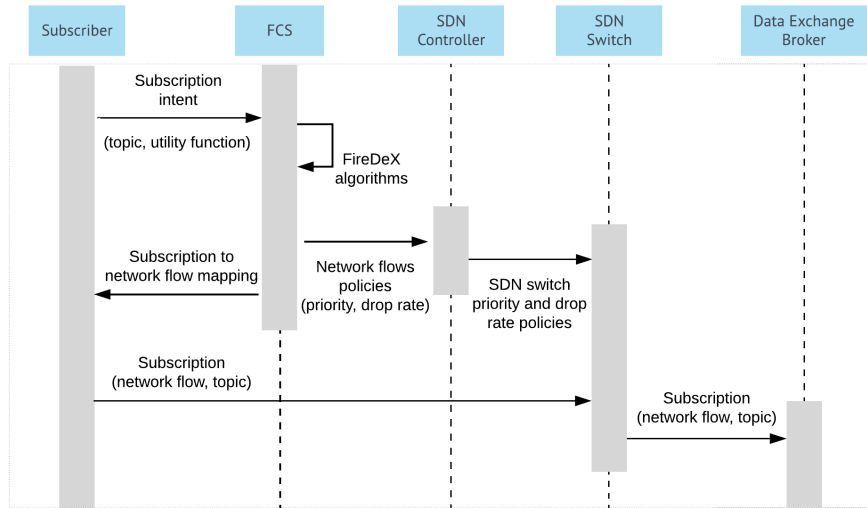 Subscriber
FCS
SDN
Controller
SDN
Switch
Data Exchange
Broker
Subscription
intent
(topic, utility function)
FireDeX
algorithms
Subscription to
network flow mapping
Network flows
policies
(priority, drop rate)
SDN switch
priority and drop
rate policies
Subscription
(network flow, topic)
Subscription
(network flow, topic)